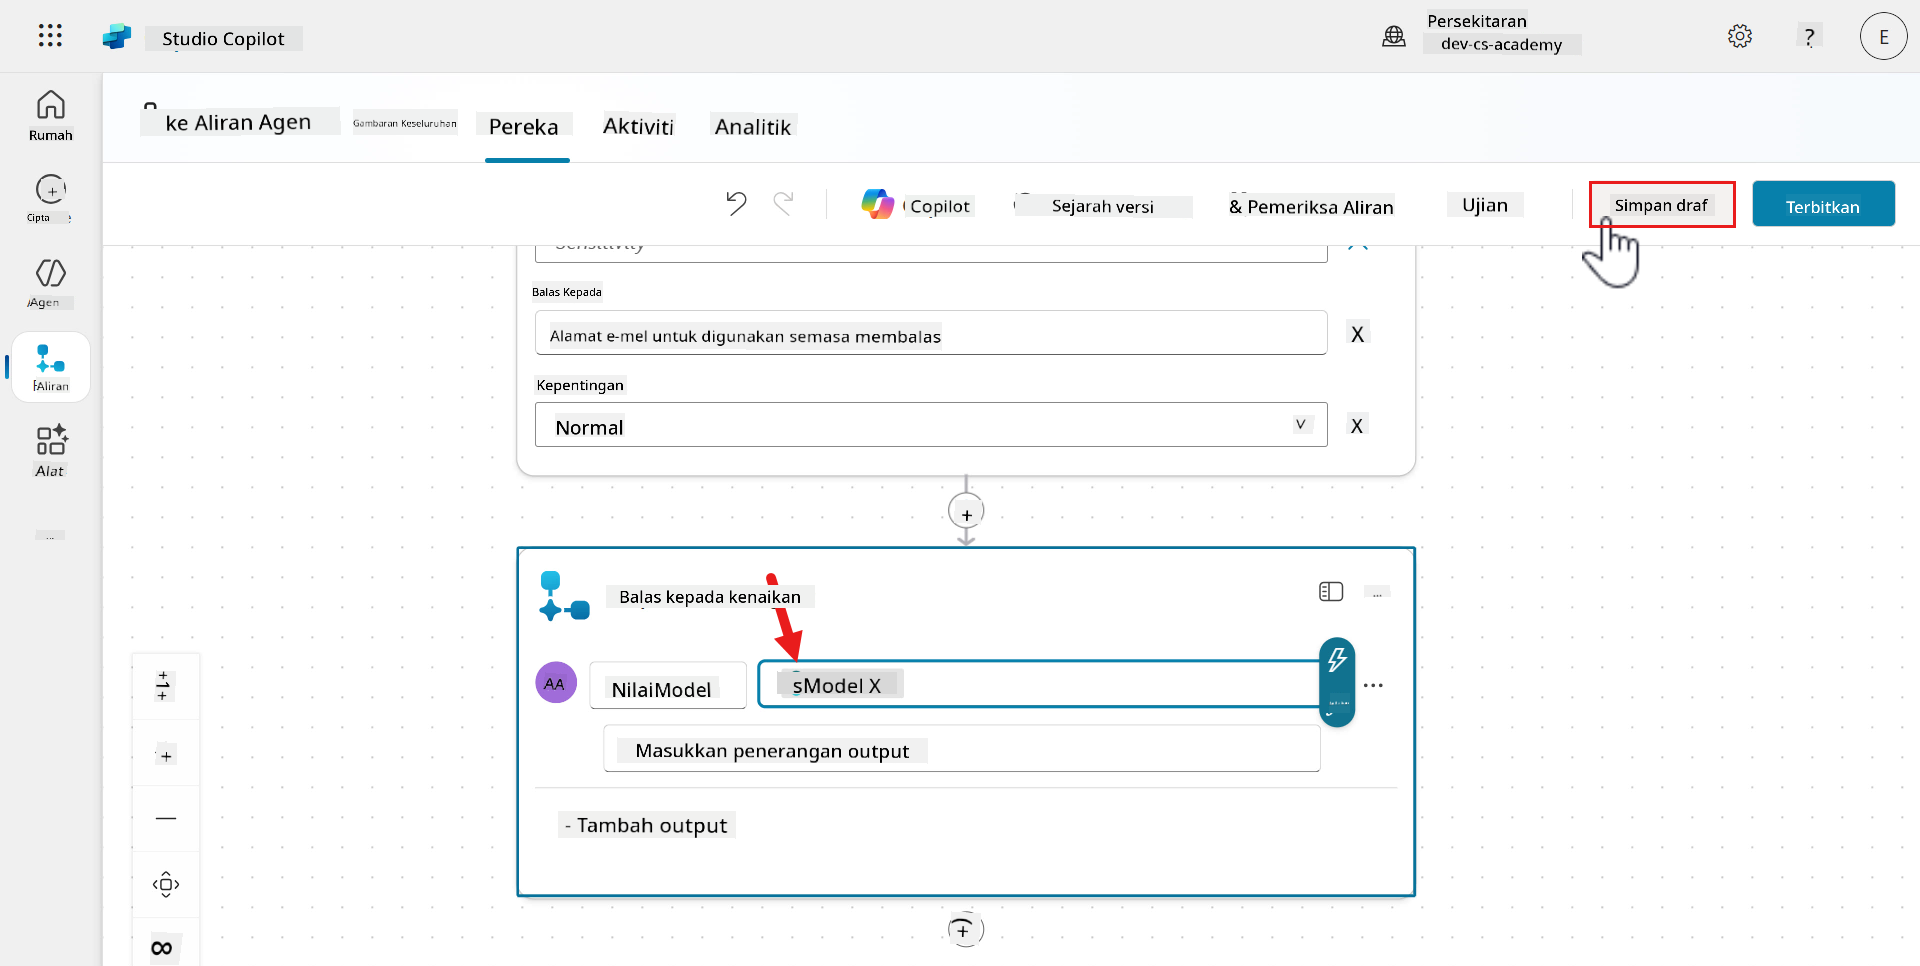 Studio Copilot
Persekitaran
dev-cs-academy
?
E
Rumah
Cipta
Agen
Aliran
Alat
...
ke Aliran Agen
Gambaran Keseluruhan
Pereka
Aktiviti
Analitik
Copilot
Sejarah versi
& Pemeriksa Aliran
Ujian
Simpan draf
Terbitkan
Sensitivity
Balas Kepada
Alamat e-mel untuk digunakan semasa membalas
X
Kepentingan
Normal
X
Balas kepada kenaikan
...
AA
NilaiModel
sModel X
Masukkan penerangan output
- Tambah output